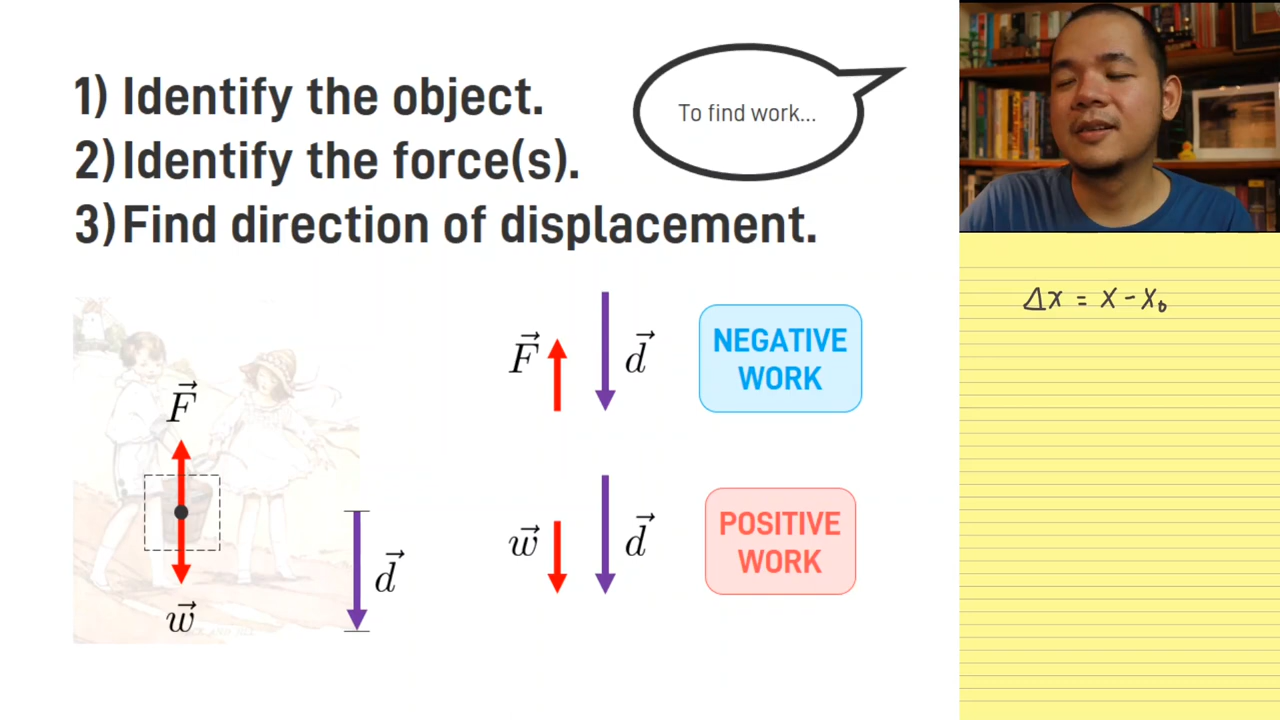 1) Identify the object.
2) Identify the force(s).
3) Find direction of displacement.
To find work...
F⃗
w⃗
d⃗
F⃗
d⃗
NEGATIVE
WORK
w⃗
d⃗
POSITIVE
WORK
Δx = x - x₀